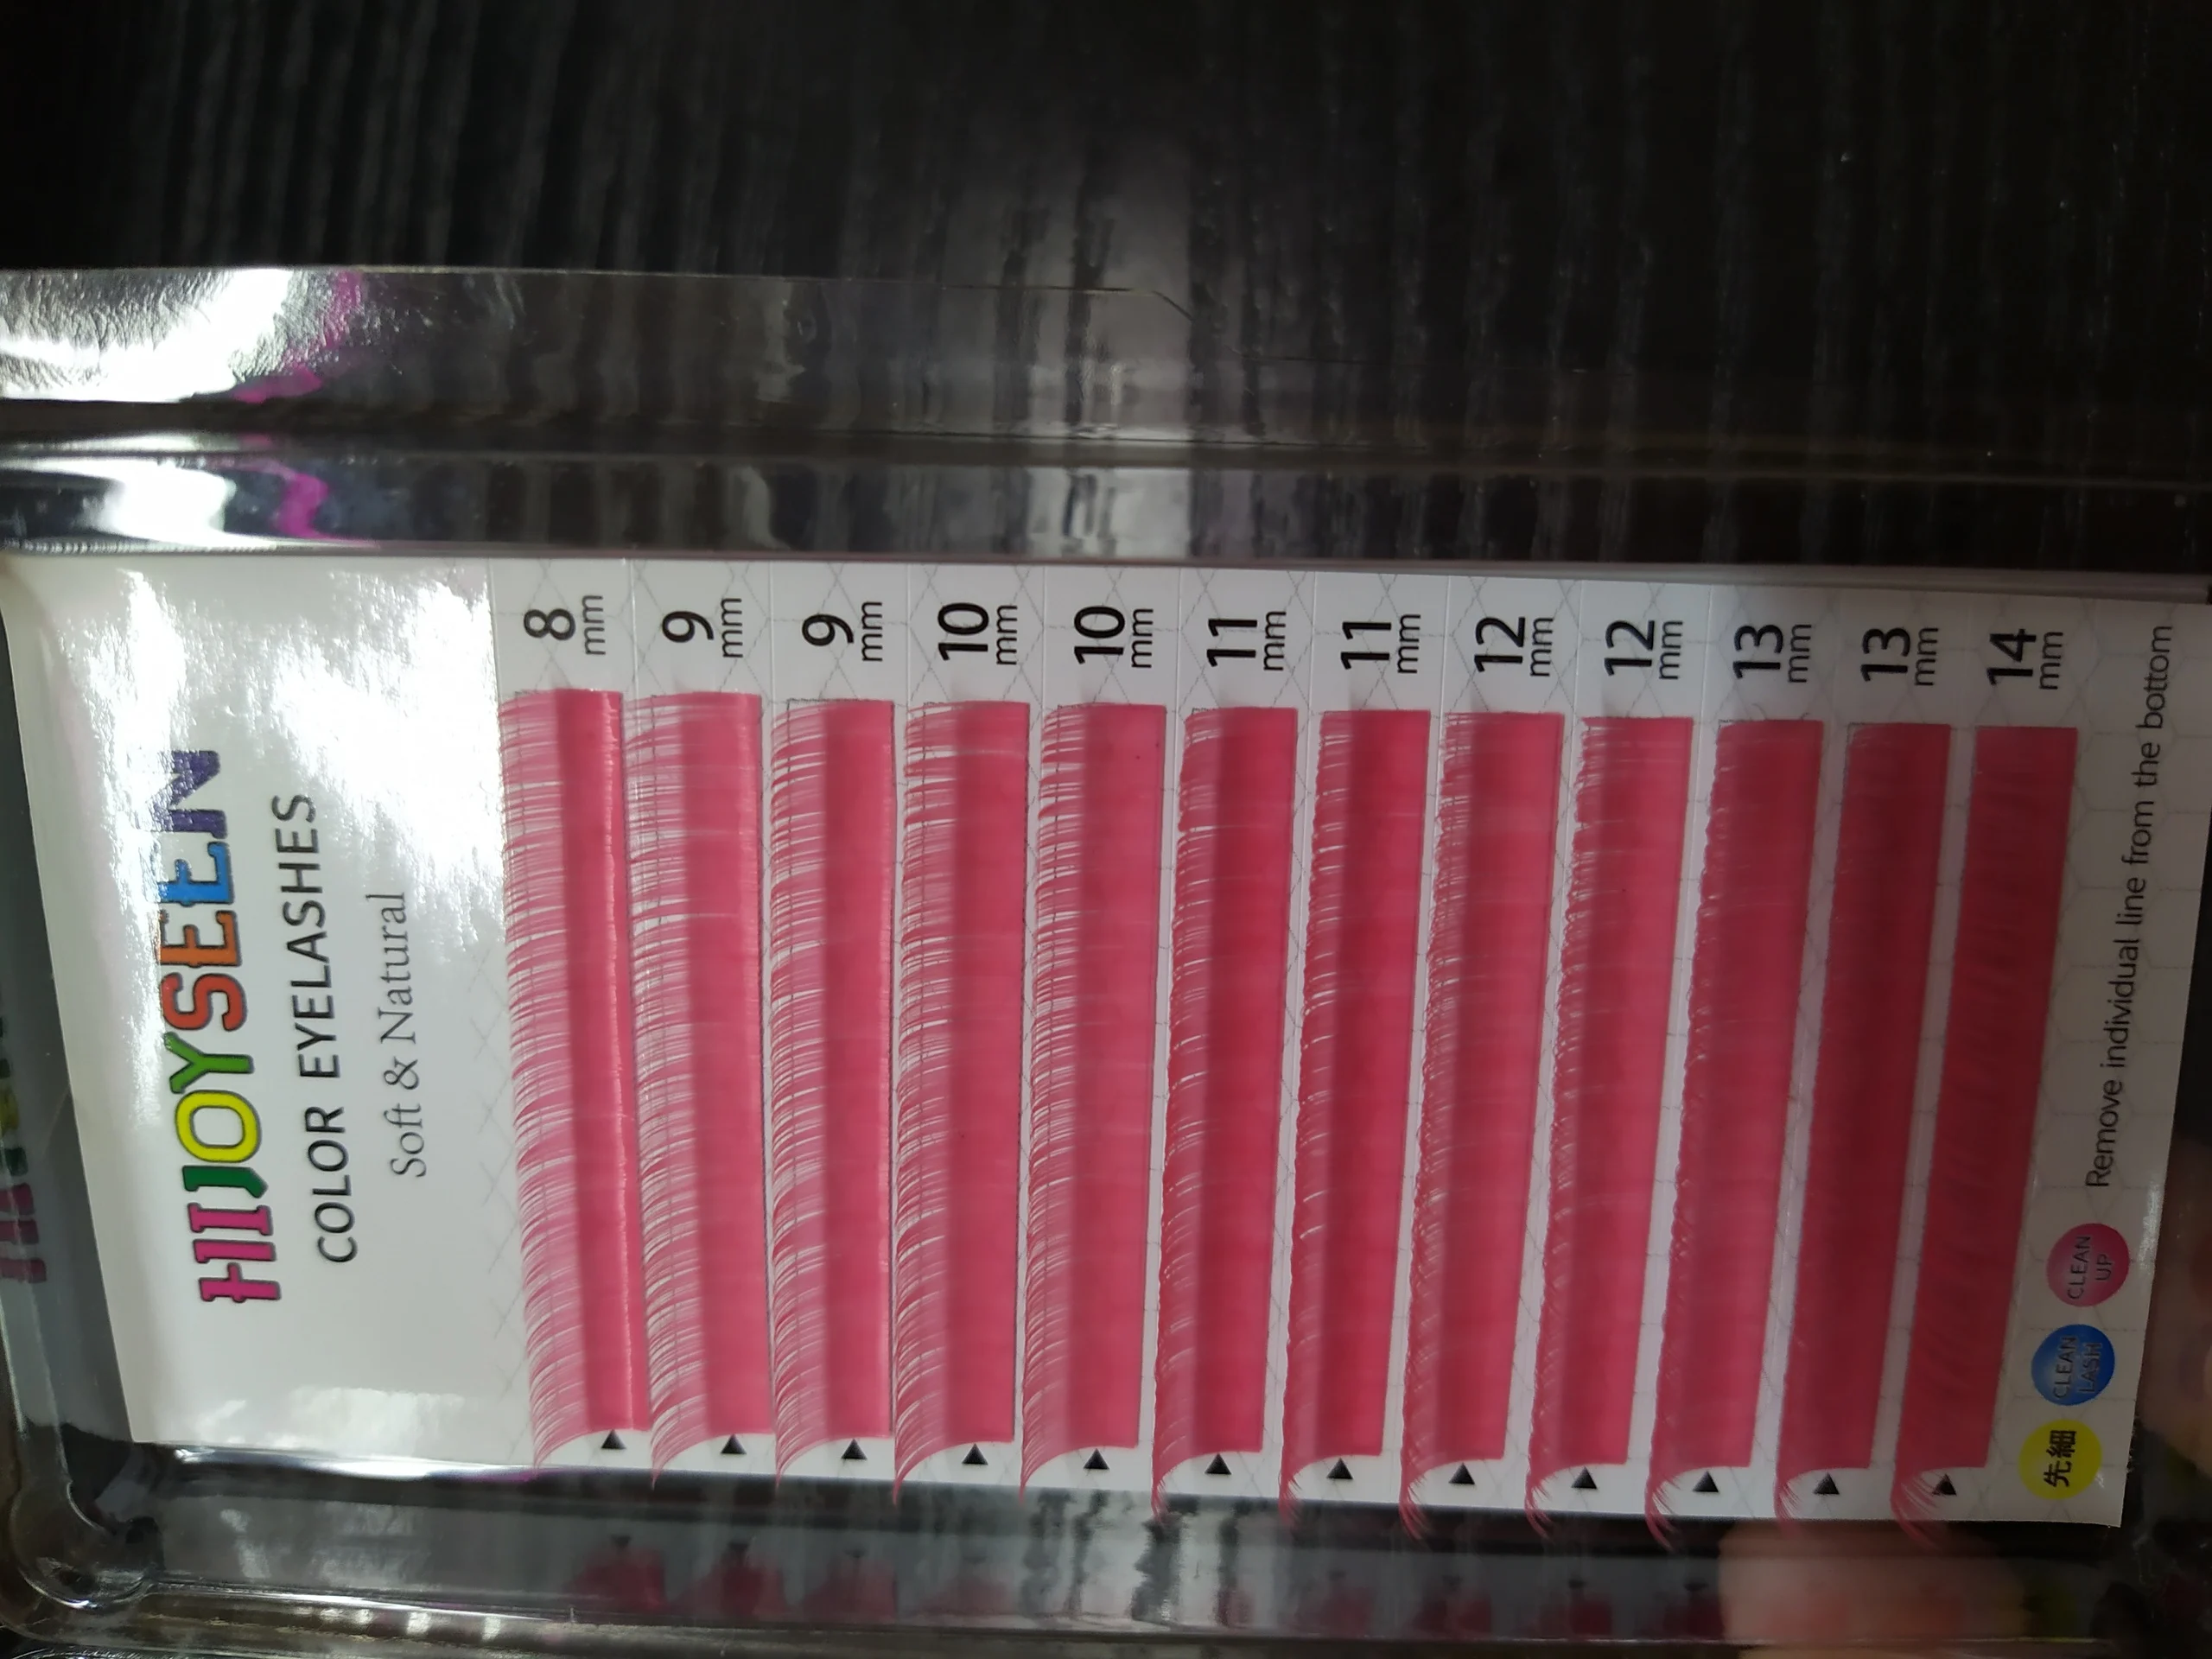 HIJOYSEEN
COLOR EYELASHES
Soft & Natural
8
mm
9
mm
9
mm
10
mm
10
mm
11
mm
11
mm
12
mm
12
mm
13
mm
13
mm
14
mm
先細
CLEAN
LASH
CLEAN
UP
Remove individual line from the bottom